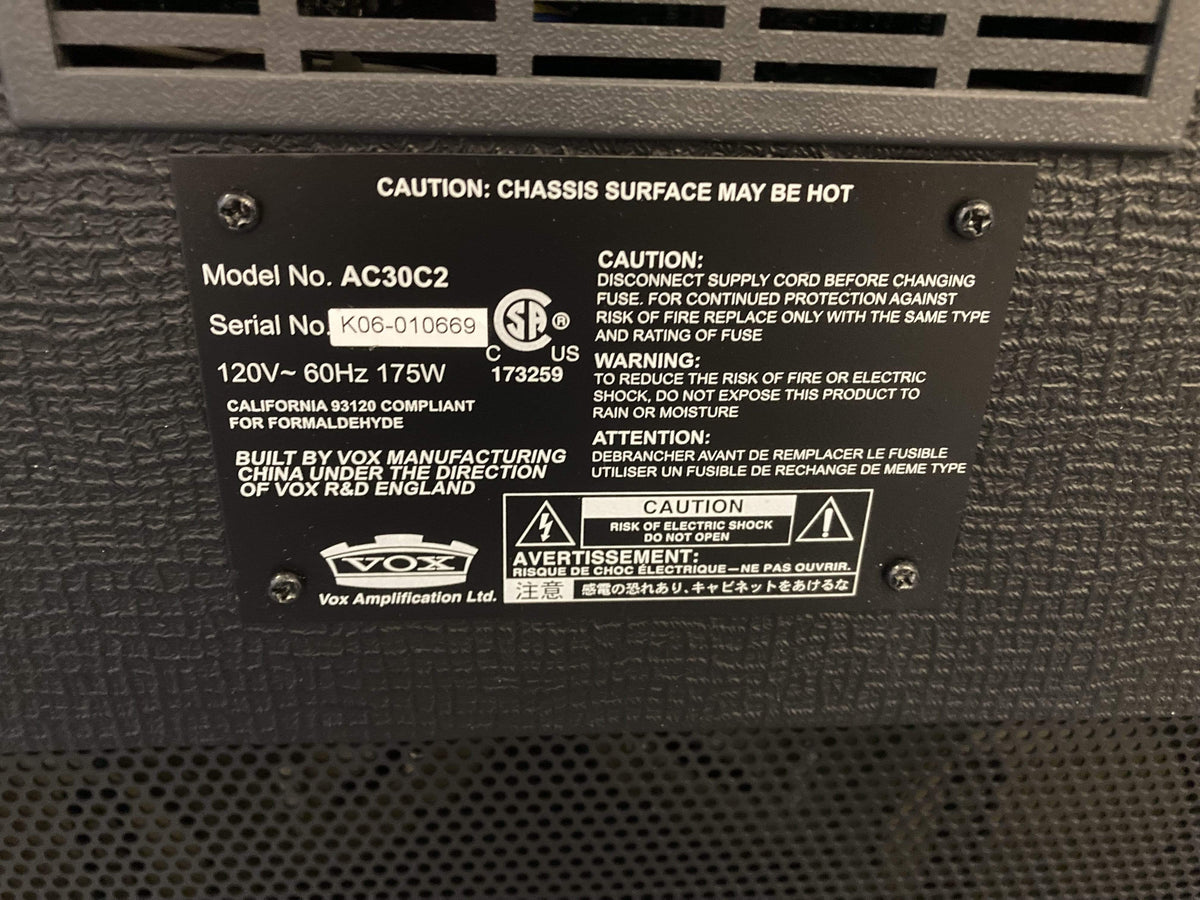 CAUTION: CHASSIS SURFACE MAY BE HOT
Model No. AC30C2
Serial No. K06-010669
SA ®
C US
173259
120V~ 60Hz 175W
CALIFORNIA 93120 COMPLIANT
FOR FORMALDEHYDE
BUILT BY VOX MANUFACTURING
CHINA UNDER THE DIRECTION
OF VOX R&D ENGLAND
VOX
Vox Amplification Ltd.
CAUTION:
DISCONNECT SUPPLY CORD BEFORE CHANGING
FUSE. FOR CONTINUED PROTECTION AGAINST
RISK OF FIRE REPLACE ONLY WITH THE SAME TYPE
AND RATING OF FUSE
WARNING:
TO REDUCE THE RISK OF FIRE OR ELECTRIC
SHOCK, DO NOT EXPOSE THIS PRODUCT TO
RAIN OR MOISTURE
ATTENTION:
DEBRANCHER AVANT DE REMPLACER LE FUSIBLE
UTILISER UN FUSIBLE DE RECHANGE DE MEME TYPE
CAUTION
RISK OF ELECTRIC SHOCK
DO NOT OPEN
AVERTISSEMENT:
RISQUE DE CHOC ÉLECTRIQUE—NE PAS OUVRIR.
注意 感電の恐れあり、キャビネットをあけるな